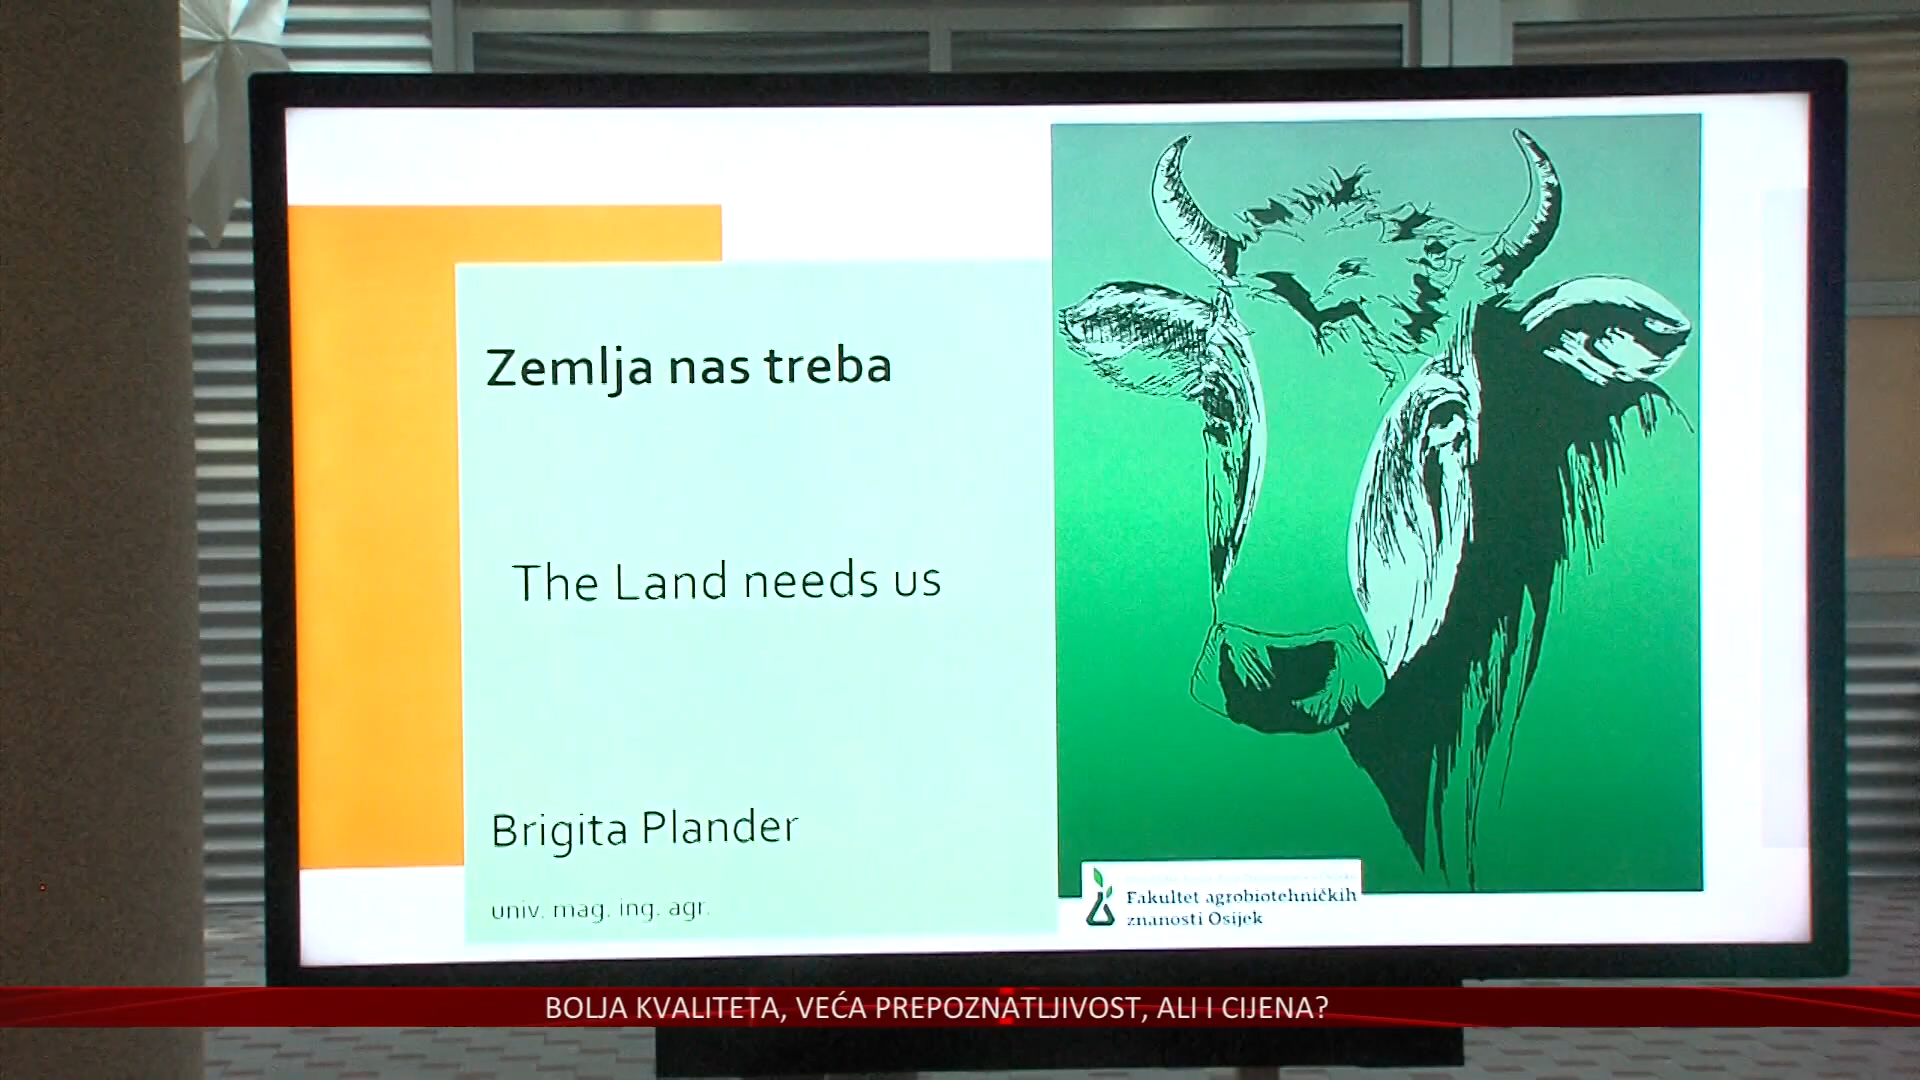 Zemlja nas treba
The Land needs us
Brigita Plander
univ. mag. ing. agr.
Fakultet agrobiotehničkih
znanosti Osijek
BOLJA KVALITETA, VEĆA PREPOZNATLJIVOST, ALI I CIJENA?